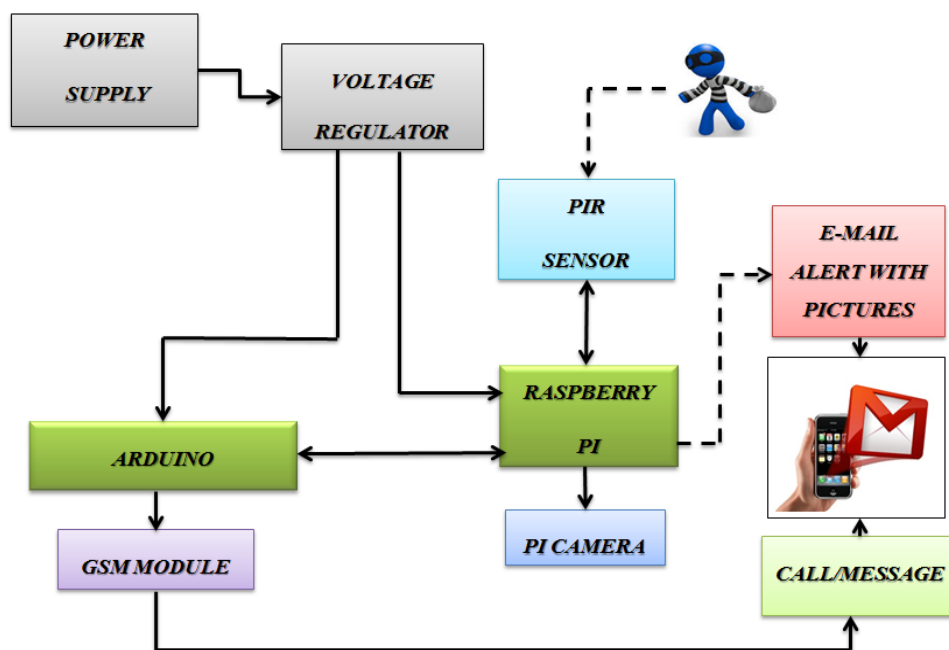 POWER
SUPPLY
VOLTAGE
REGULATOR
PIR
SENSOR
E-MAIL
ALERT WITH
PICTURES
RASPBERRY
PI
ARDUINO
PI CAMERA
GSM MODULE
CALL/MESSAGE